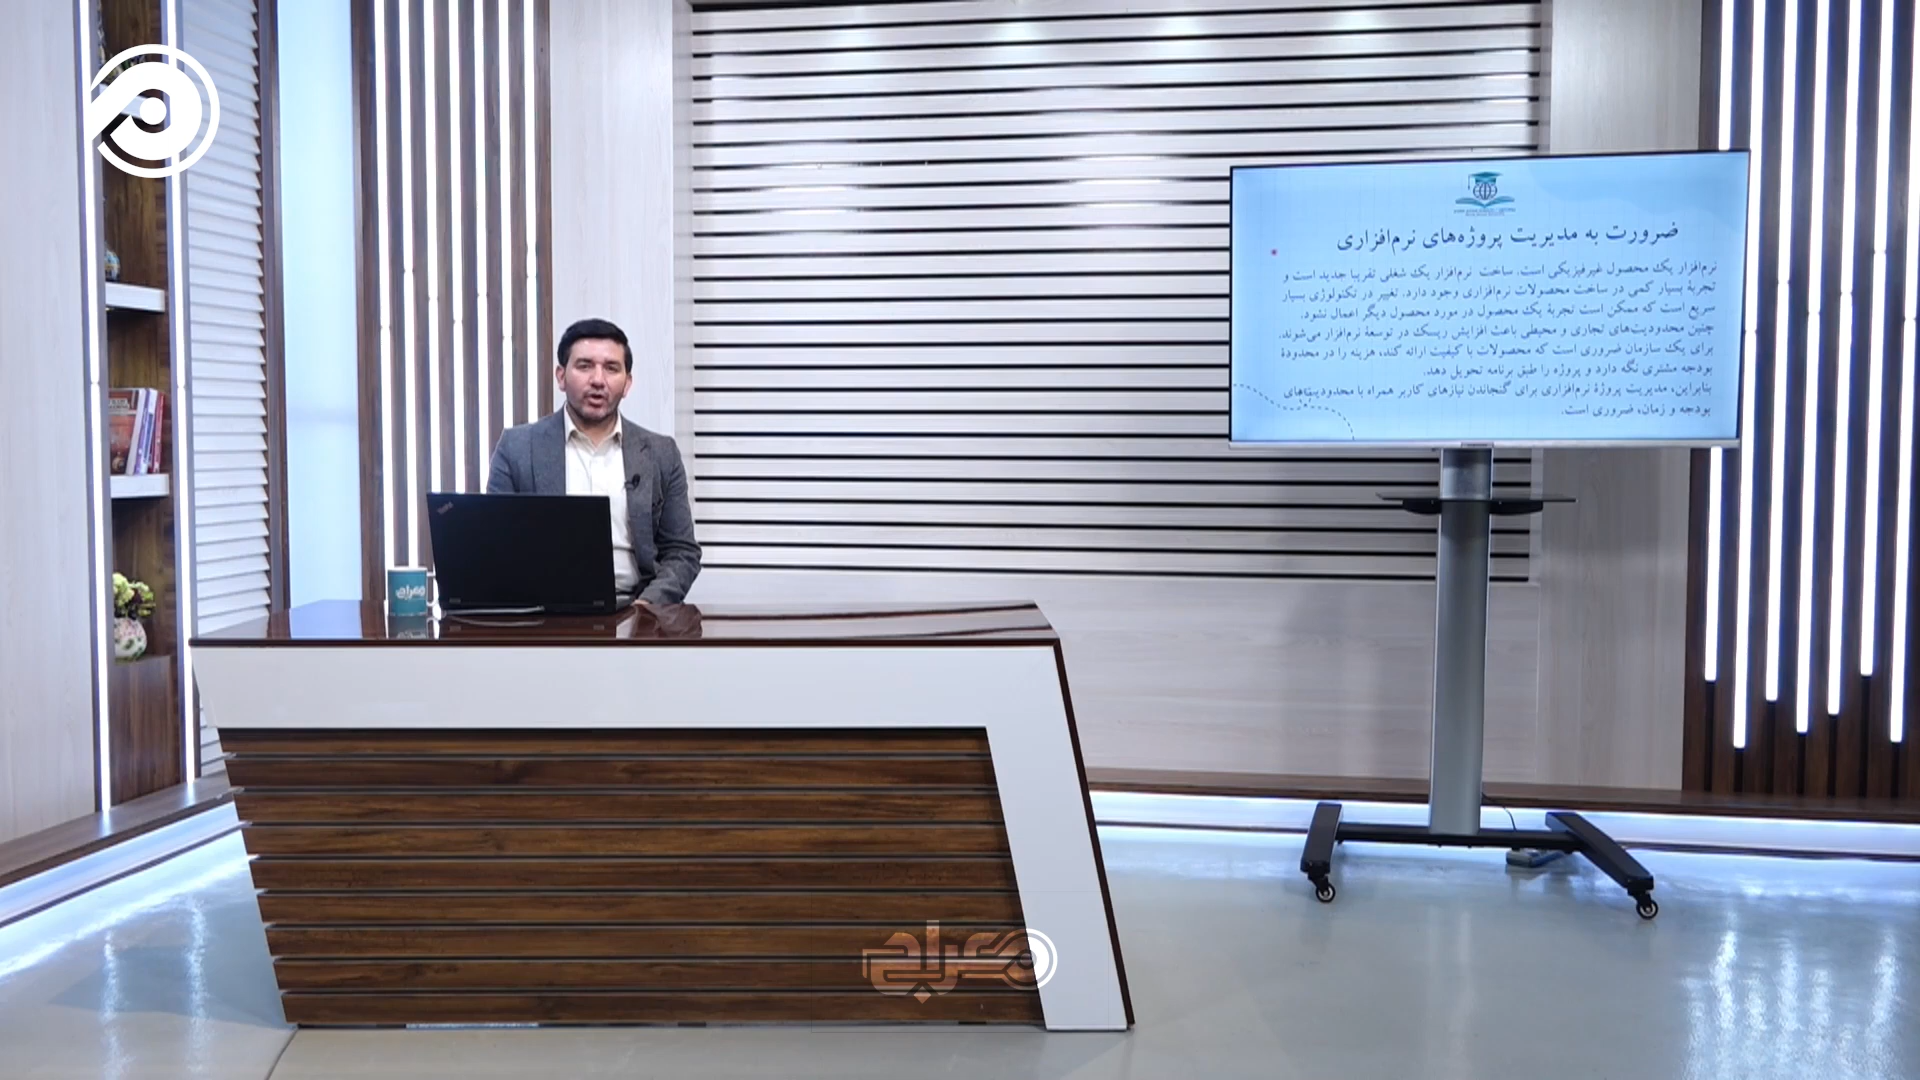 ضرورت به مدیریت پروژه‌های نرم‌افزاری
نرم‌افزار یک محصول غیرفیزیکی است. ساخت نرم‌افزار یک شغلی تقریبا جدید است و
تجربهٔ بسیار کمی در ساخت محصولات نرم‌افزاری وجود دارد. تغییر در تکنولوژی بسیار
سریع است که ممکن است تجربهٔ یک محصول در مورد محصول دیگر اعمال نشود.
چنین محدودیت‌های تجاری و محیطی باعث افزایش ریسک در توسعهٔ نرم‌افزار می‌شوند.
برای یک سازمان ضروری است که محصولات با کیفیت ارائه کند، هزینه را در محدودهٔ
بودجه مشتری نگه دارد و پروژه را طبق برنامه تحویل دهد.
بنابراین، مدیریت پروژهٔ نرم‌افزاری برای گنجاندن نیازهای کاربر همراه با محدودیت‌های
بودجه و زمان، ضروری است.
معراج
معراج